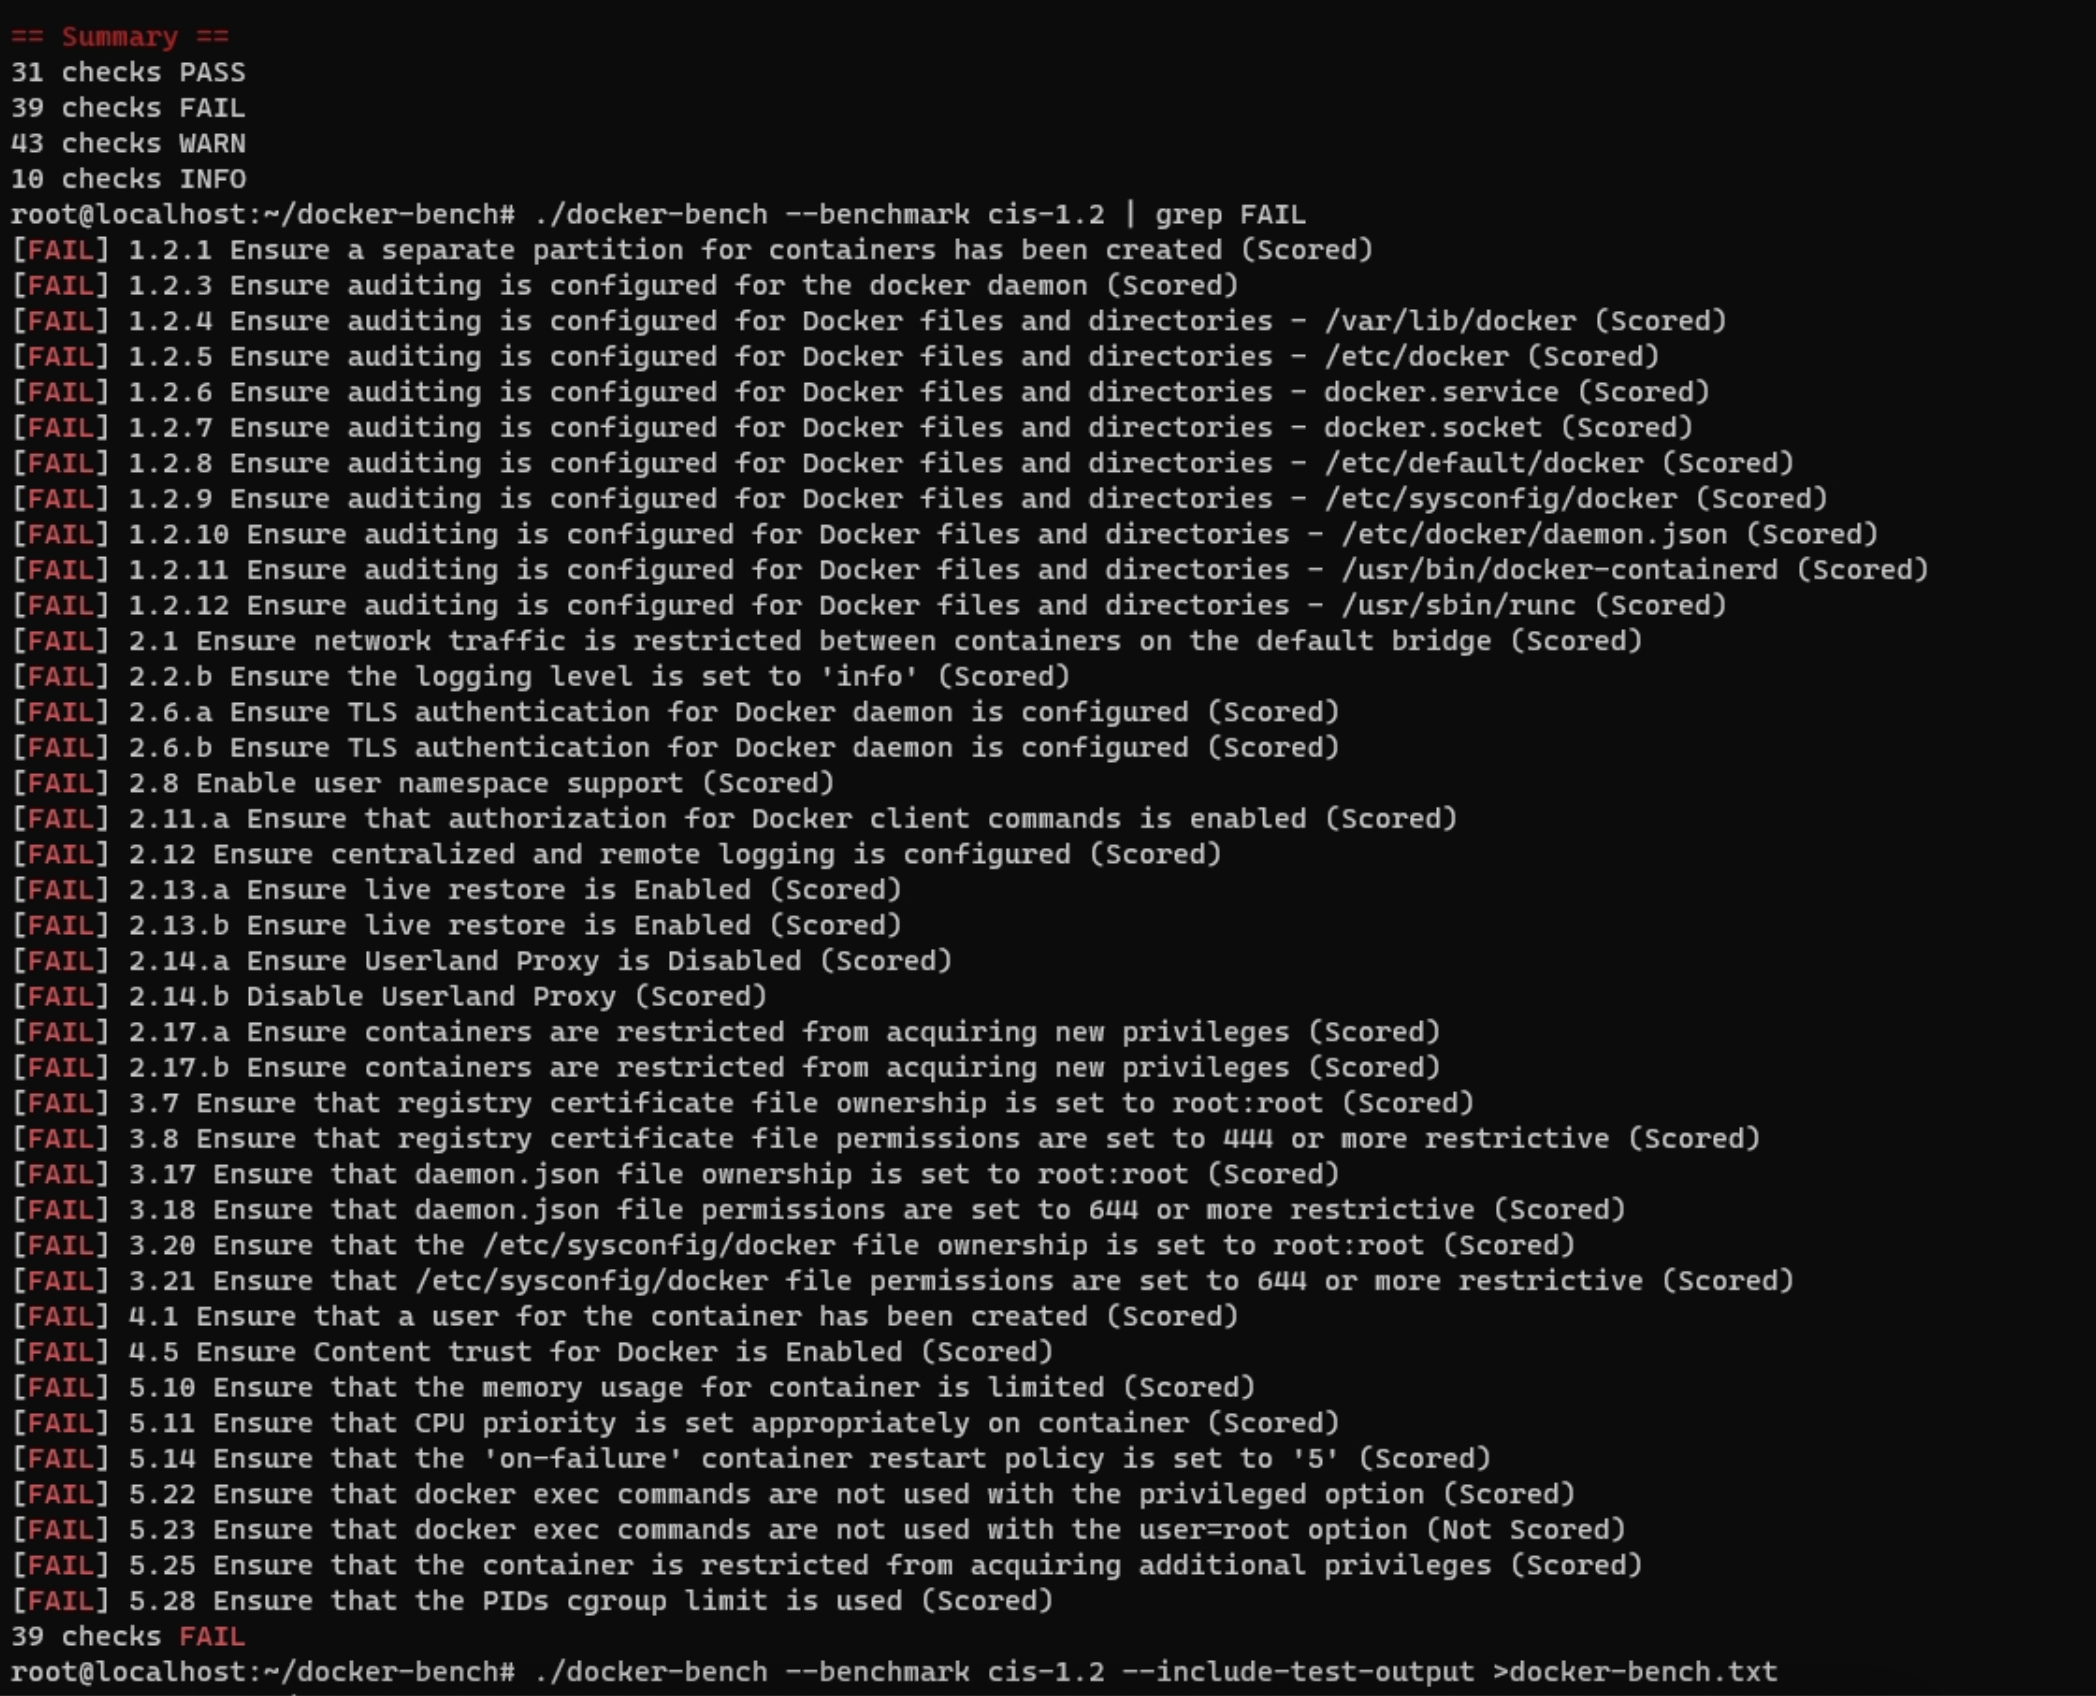 == Summary ==
31 checks PASS
39 checks FAIL
43 checks WARN
10 checks INFO
root@localhost:~/docker-bench# ./docker-bench --benchmark cis-1.2 | grep FAIL
[FAIL] 1.2.1 Ensure a separate partition for containers has been created (Scored)
[FAIL] 1.2.3 Ensure auditing is configured for the docker daemon (Scored)
[FAIL] 1.2.4 Ensure auditing is configured for Docker files and directories - /var/lib/docker (Scored)
[FAIL] 1.2.5 Ensure auditing is configured for Docker files and directories - /etc/docker (Scored)
[FAIL] 1.2.6 Ensure auditing is configured for Docker files and directories - docker.service (Scored)
[FAIL] 1.2.7 Ensure auditing is configured for Docker files and directories - docker.socket (Scored)
[FAIL] 1.2.8 Ensure auditing is configured for Docker files and directories - /etc/default/docker (Scored)
[FAIL] 1.2.9 Ensure auditing is configured for Docker files and directories - /etc/sysconfig/docker (Scored)
[FAIL] 1.2.10 Ensure auditing is configured for Docker files and directories - /etc/docker/daemon.json (Scored)
[FAIL] 1.2.11 Ensure auditing is configured for Docker files and directories - /usr/bin/docker-containerd (Scored)
[FAIL] 1.2.12 Ensure auditing is configured for Docker files and directories - /usr/sbin/runc (Scored)
[FAIL] 2.1 Ensure network traffic is restricted between containers on the default bridge (Scored)
[FAIL] 2.2.b Ensure the logging level is set to 'info' (Scored)
[FAIL] 2.6.a Ensure TLS authentication for Docker daemon is configured (Scored)
[FAIL] 2.6.b Ensure TLS authentication for Docker daemon is configured (Scored)
[FAIL] 2.8 Enable user namespace support (Scored)
[FAIL] 2.11.a Ensure that authorization for Docker client commands is enabled (Scored)
[FAIL] 2.12 Ensure centralized and remote logging is configured (Scored)
[FAIL] 2.13.a Ensure live restore is Enabled (Scored)
[FAIL] 2.13.b Ensure live restore is Enabled (Scored)
[FAIL] 2.14.a Ensure Userland Proxy is Disabled (Scored)
[FAIL] 2.14.b Disable Userland Proxy (Scored)
[FAIL] 2.17.a Ensure containers are restricted from acquiring new privileges (Scored)
[FAIL] 2.17.b Ensure containers are restricted from acquiring new privileges (Scored)
[FAIL] 3.7 Ensure that registry certificate file ownership is set to root:root (Scored)
[FAIL] 3.8 Ensure that registry certificate file permissions are set to 444 or more restrictive (Scored)
[FAIL] 3.17 Ensure that daemon.json file ownership is set to root:root (Scored)
[FAIL] 3.18 Ensure that daemon.json file permissions are set to 644 or more restrictive (Scored)
[FAIL] 3.20 Ensure that the /etc/sysconfig/docker file ownership is set to root:root (Scored)
[FAIL] 3.21 Ensure that /etc/sysconfig/docker file permissions are set to 644 or more restrictive (Scored)
[FAIL] 4.1 Ensure that a user for the container has been created (Scored)
[FAIL] 4.5 Ensure Content trust for Docker is Enabled (Scored)
[FAIL] 5.10 Ensure that the memory usage for container is limited (Scored)
[FAIL] 5.11 Ensure that CPU priority is set appropriately on container (Scored)
[FAIL] 5.14 Ensure that the 'on-failure' container restart policy is set to '5' (Scored)
[FAIL] 5.22 Ensure that docker exec commands are not used with the privileged option (Scored)
[FAIL] 5.23 Ensure that docker exec commands are not used with the user=root option (Not Scored)
[FAIL] 5.25 Ensure that the container is restricted from acquiring additional privileges (Scored)
[FAIL] 5.28 Ensure that the PIDs cgroup limit is used (Scored)
39 checks FAIL
root@localhost:~/docker-bench# ./docker-bench --benchmark cis-1.2 --include-test-output >docker-bench.txt